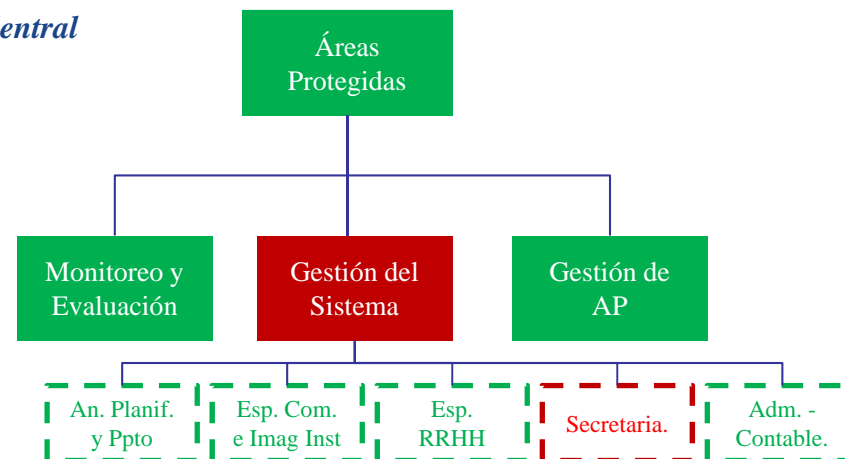 entral
Áreas
Protegidas
Monitoreo y
Evaluación
Gestión del
Sistema
Gestión de
AP
An. Planif.
y Ppto
Esp. Com.
e Imag Inst
Esp.
RRHH
Secretaria.
Adm. -
Contable.